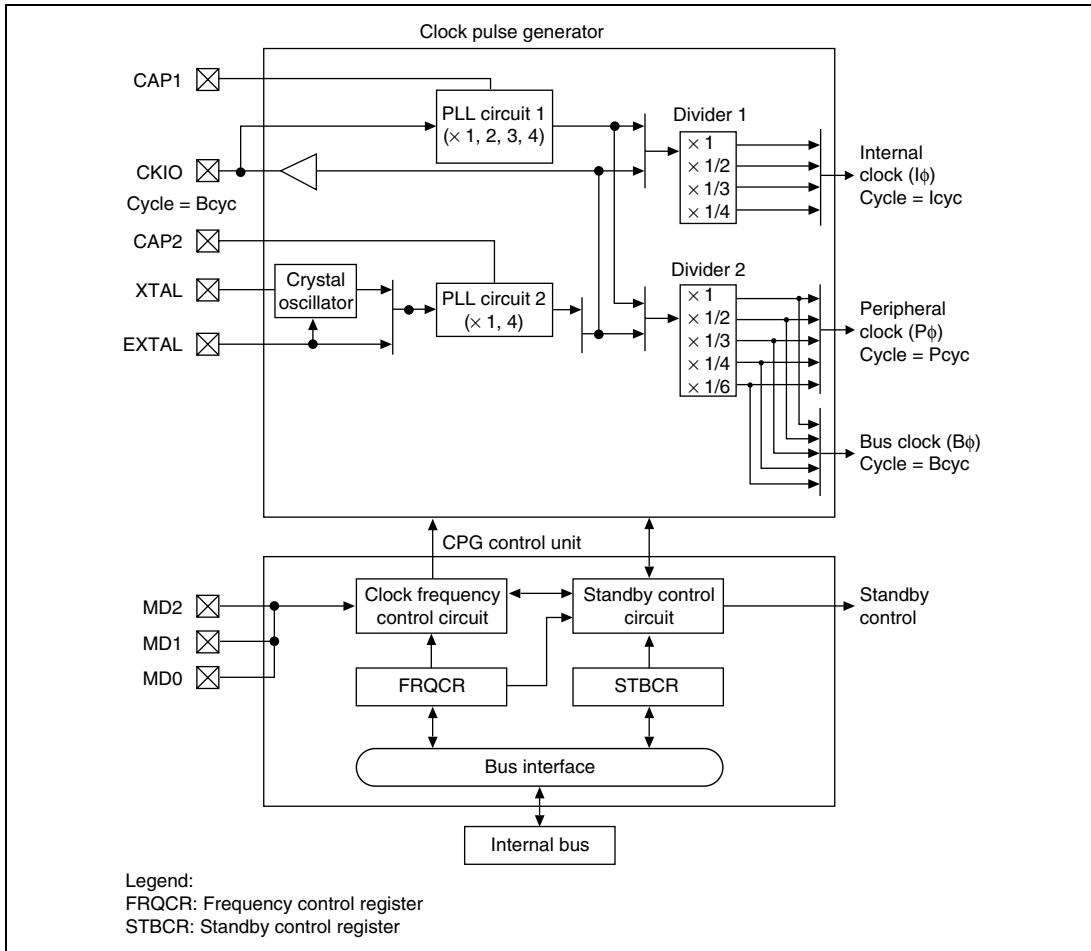 Clock pulse generator
CAP1
PLL circuit 1
(× 1, 2, 3, 4)
Divider 1
× 1
× 1/2
× 1/3
× 1/4
Internal
clock (Iϕ)
Cycle = Icyc
CKIO
Cycle = Bcyc
CAP2
XTAL
Crystal
oscillator
EXTAL
PLL circuit 2
(× 1, 4)
Divider 2
× 1
× 1/2
× 1/3
× 1/4
× 1/6
Peripheral
clock (Pϕ)
Cycle = Pcyc
Bus clock (Bϕ)
Cycle = Bcyc
CPG control unit
MD2
MD1
MD0
Clock frequency
control circuit
Standby control
circuit
Standby
control
FRQCR
STBCR
Bus interface
Internal bus
Legend:
FRQCR: Frequency control register
STBCR: Standby control register